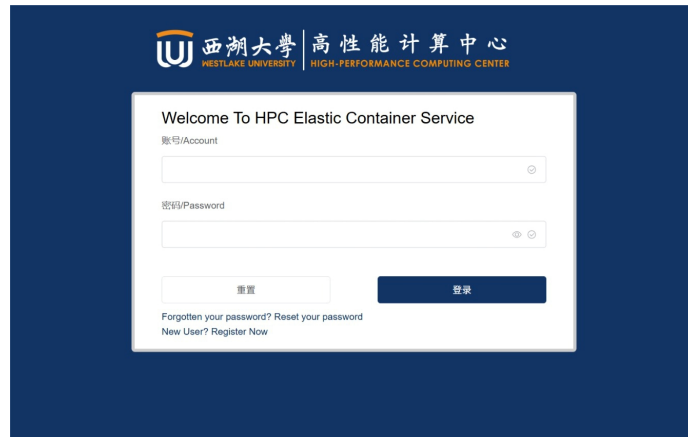 西湖大學 高性能计算中心
WESTLAKE UNIVERSITY HIGH-PERFORMANCE COMPUTING CENTER
Welcome To HPC Elastic Container Service
账号/Account
密码/Password
重置 登录
Forgotten your password? Reset your password
New User? Register Now